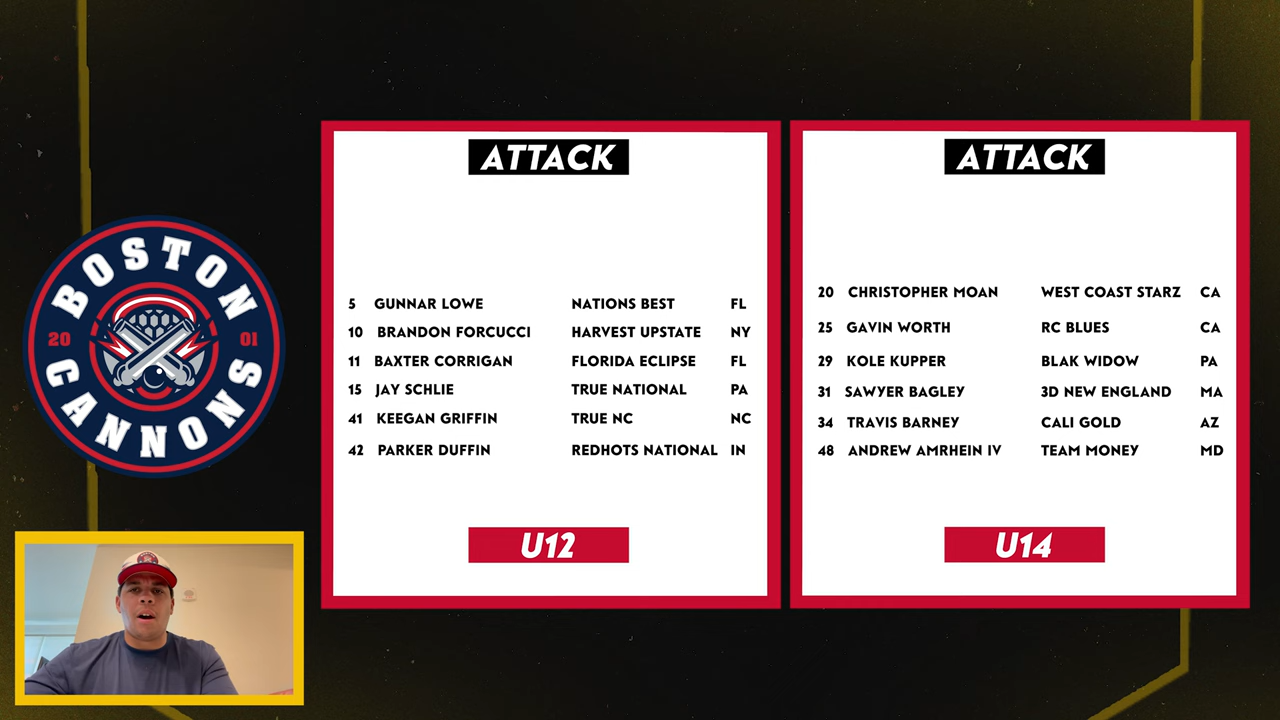 BOSTON
20 01
CANNONS
ATTACK
5 GUNNAR LOWE NATIONS BEST FL
10 BRANDON FORCUCCI HARVEST UPSTATE NY
11 BAXTER CORRIGAN FLORIDA ECLIPSE FL
15 JAY SCHLIE TRUE NATIONAL PA
41 KEEGAN GRIFFIN TRUE NC NC
42 PARKER DUFFIN REDHOTS NATIONAL IN
U12
ATTACK
20 CHRISTOPHER MOAN WEST COAST STARZ CA
25 GAVIN WORTH RC BLUES CA
29 KOLE KUPPER BLAK WIDOW PA
31 SAWYER BAGLEY 3D NEW ENGLAND MA
34 TRAVIS BARNEY CALI GOLD AZ
48 ANDREW AMRHEIN IV TEAM MONEY MD
U14